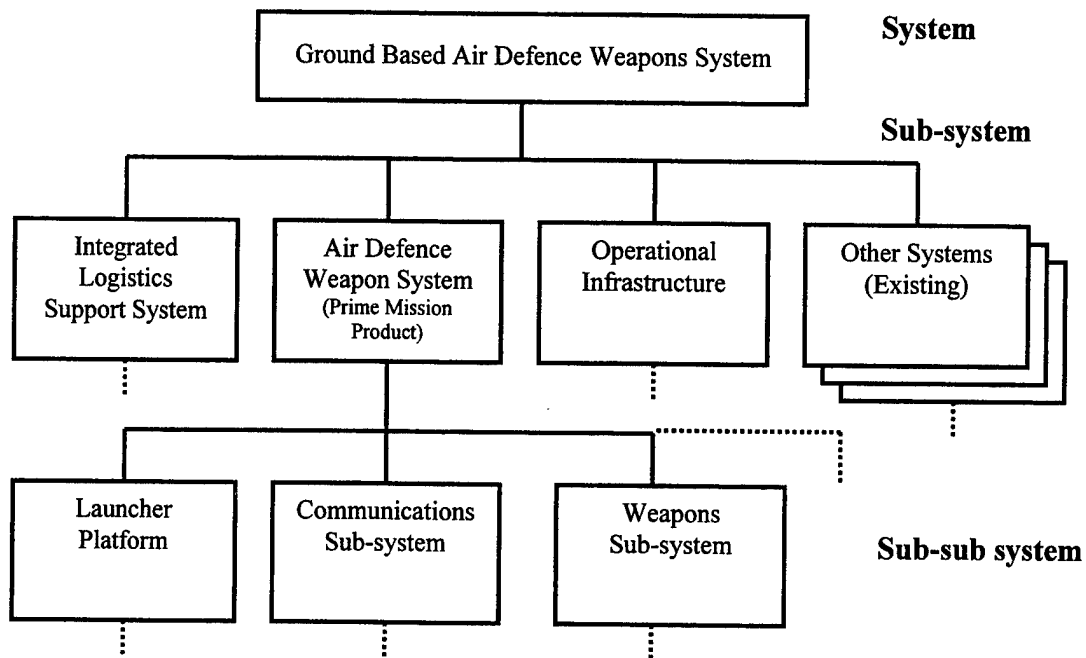 System
Ground Based Air Defence Weapons System
Sub-system
Integrated
Logistics
Support System
Air Defence
Weapon System
(Prime Mission
Product)
Operational
Infrastructure
Other Systems
(Existing)
Launcher
Platform
Communications
Sub-system
Weapons
Sub-system
Sub-sub system